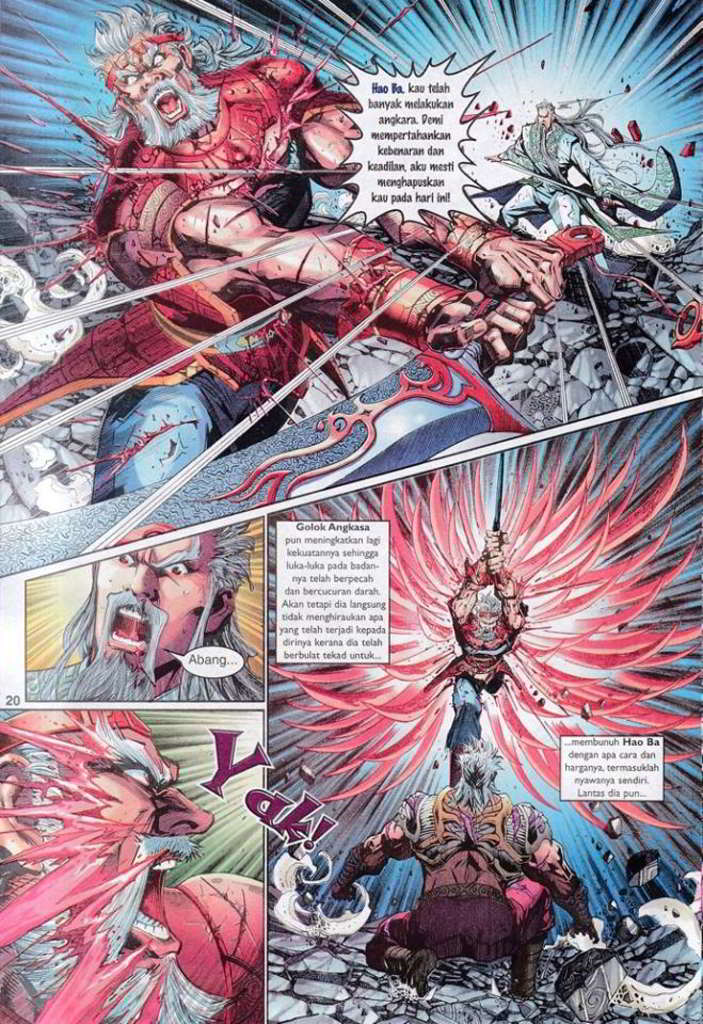 Hao Ba, kau telah
banyak melakukan
angkara. Demi
mempertahankan
kebenaran dan
keadilan, aku mesti
menghapuskan
kau pada hari ini!
Golok Angkasa
pun meningkatkan lagi
kekuatannya sehingga
luka-luka pada badan-
nya telah berpecah
dan bercucuran darah.
Akan tetapi dia langsung
tidak menghiraukan apa
yang telah terjadi kepada
dirinya kerana dia telah
berbulat tekad untuk...
Abang...
20
Yak!
...membunuh Hao Ba
dengan apa cara dan
harganya, termasuklah
nyawanya sendiri.
Lantas dia pun...